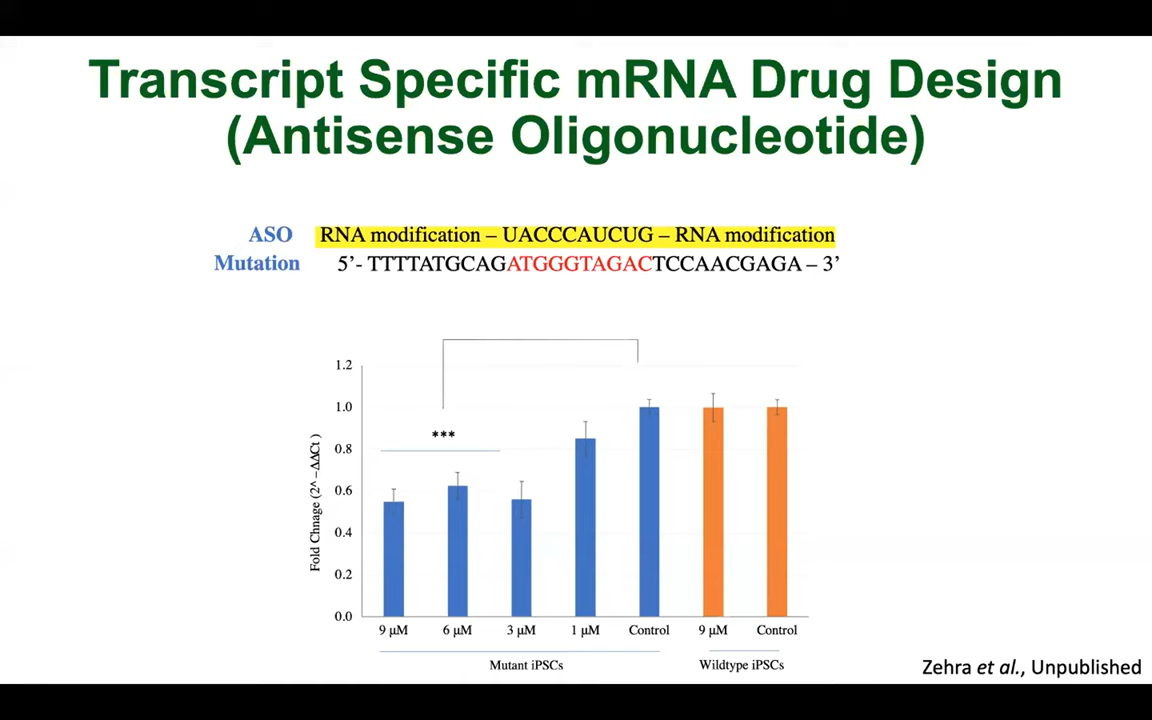 Transcript Specific mRNA Drug Design
(Antisense Oligonucleotide)
ASO RNA modification – UACCCAUCUG – RNA modification
Mutation 5’- TTTTATGCAGATGGGTAGACTCCAACGAGA – 3’
1.2
1.0
0.8
0.6
0.4
0.2
0.0
Fold Chnage (2^ –ΔΔCt )
***
9 μM 6 μM 3 μM 1 μM Control 9 μM Control
Mutant iPSCs Wildtype iPSCs
Zehra et al., Unpublished